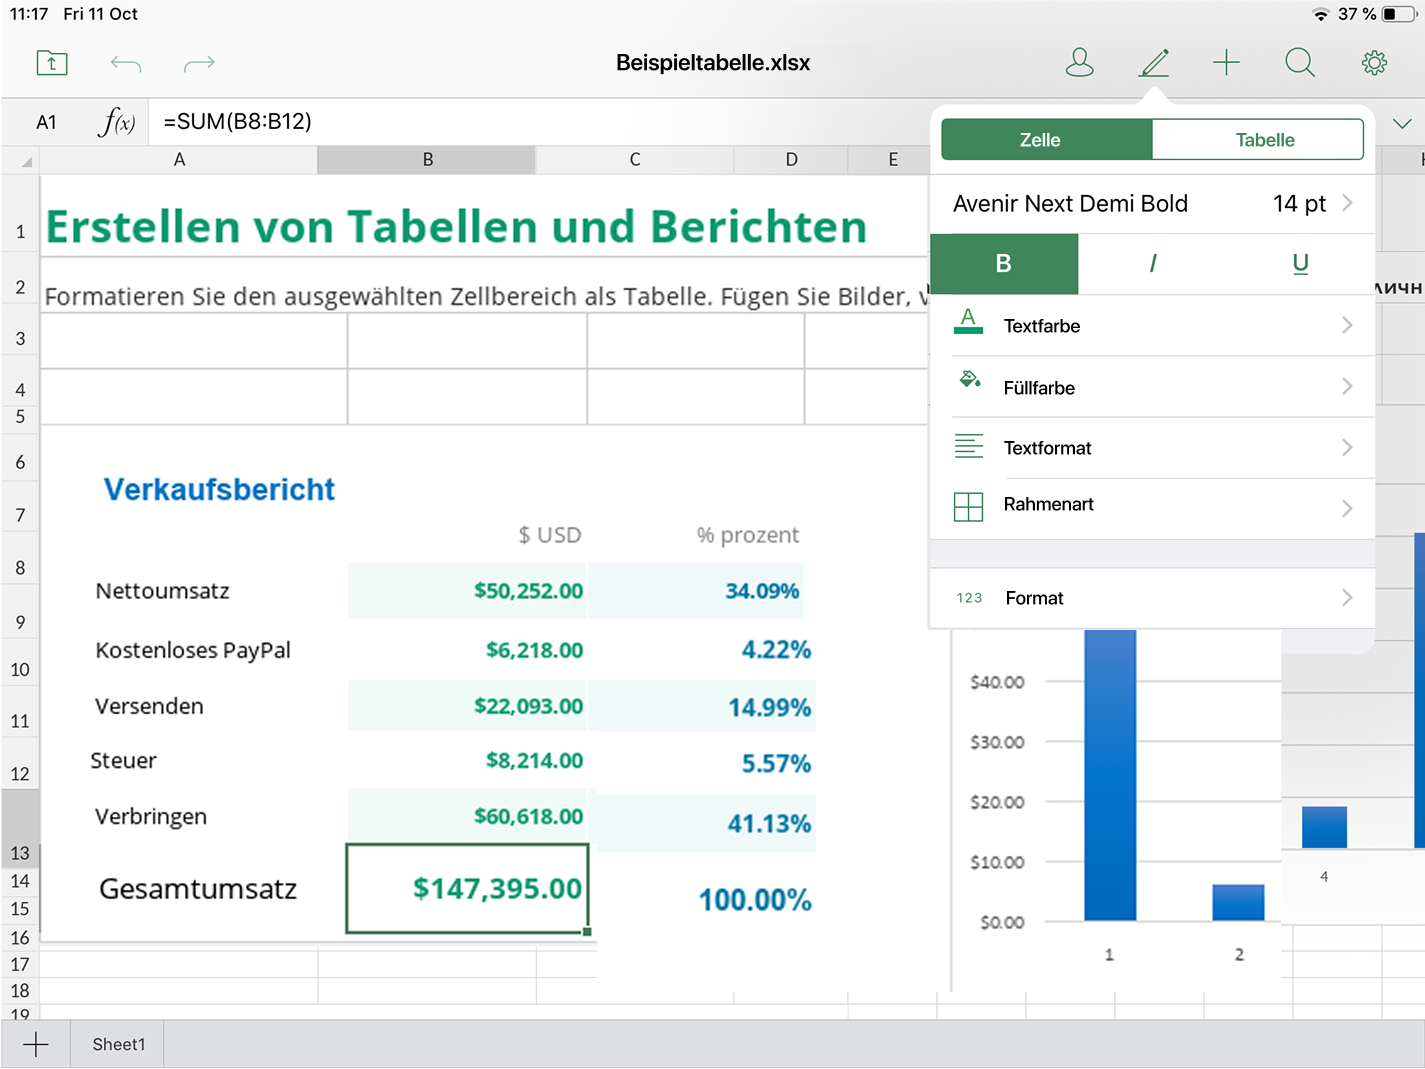 11:17 Fri 11 Oct 37 %
Beispieltabelle.xlsx
A1 f(x) =SUM(B8:B12)
A B C D E
Zelle Tabelle
Avenir Next Demi Bold 14 pt
B I U
A Textfarbe
Füllfarbe
Textformat
Rahmenart
123 Format
1 Erstellen von Tabellen und Berichten
2 Formatieren Sie den ausgewählten Zellbereich als Tabelle. Fügen Sie Bilder,
3
4
5
6 Verkaufsbericht
7 $ USD % prozent
8 Nettoumsatz $50,252.00 34.09%
9
10 Kostenloses PayPal $6,218.00 4.22%
11 Versenden $22,093.00 14.99%
12 Steuer $8,214.00 5.57%
Verbringen $60,618.00 41.13%
13
14 Gesamtumsatz $147,395.00 100.00%
15
16
17
18
19
$40.00
$30.00
$20.00
$10.00
$0.00
1 2
4
Sheet1